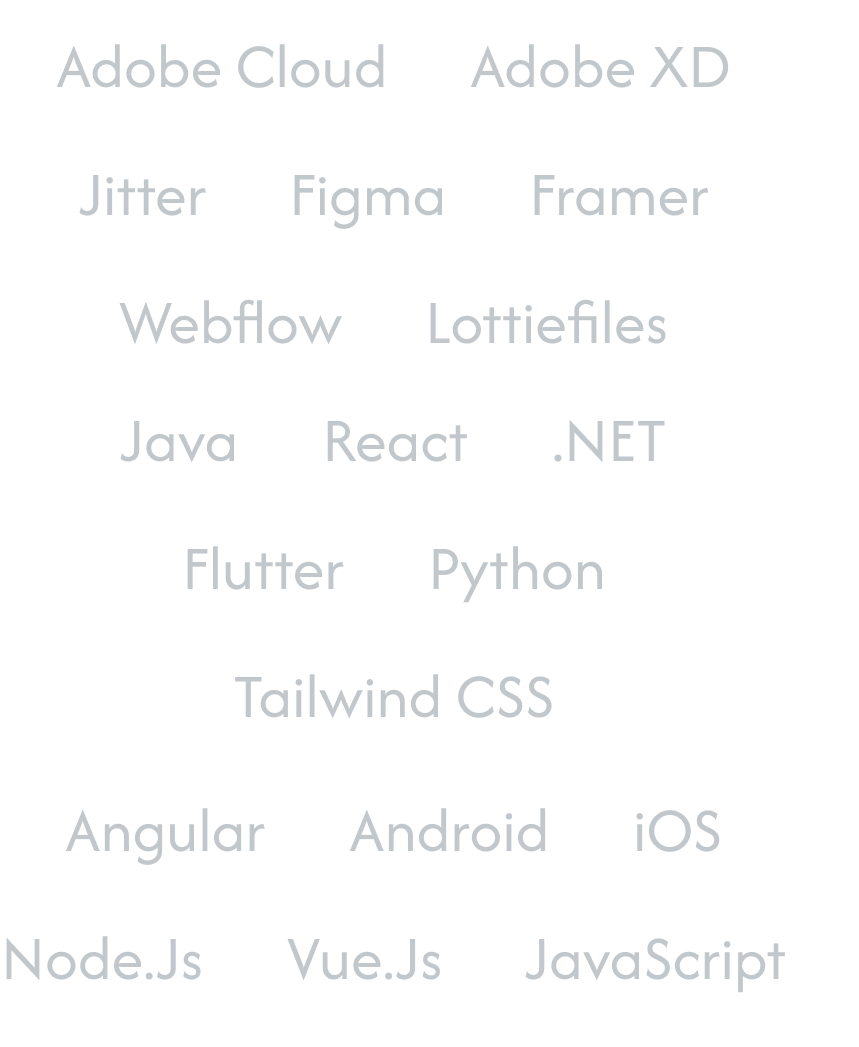 Adobe Cloud Adobe XD
Jitter Figma Framer
Webflow Lottiefiles
Java React .NET
Flutter Python
Tailwind CSS
Angular Android iOS
Node.Js Vue.Js JavaScript